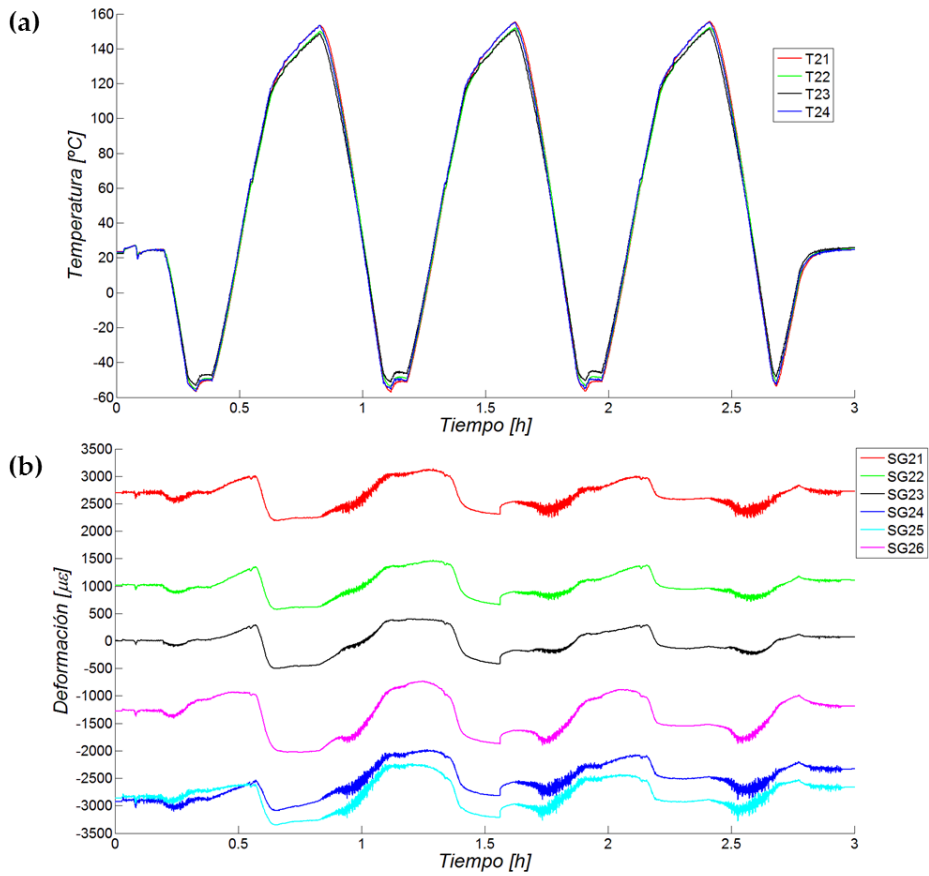 (a)
Temperatura [ºC]
160
140
120
100
80
60
40
20
0
-20
-40
-60
0
0.5
1
1.5
2
2.5
3
Tiempo [h]
T21
T22
T23
T24
(b)
Deformación [µε]
3500
3000
2500
2000
1500
1000
500
0
-500
-1000
-1500
-2000
-2500
-3000
-3500
0
0.5
1
1.5
2
2.5
3
Tiempo [h]
SG21
SG22
SG23
SG24
SG25
SG26